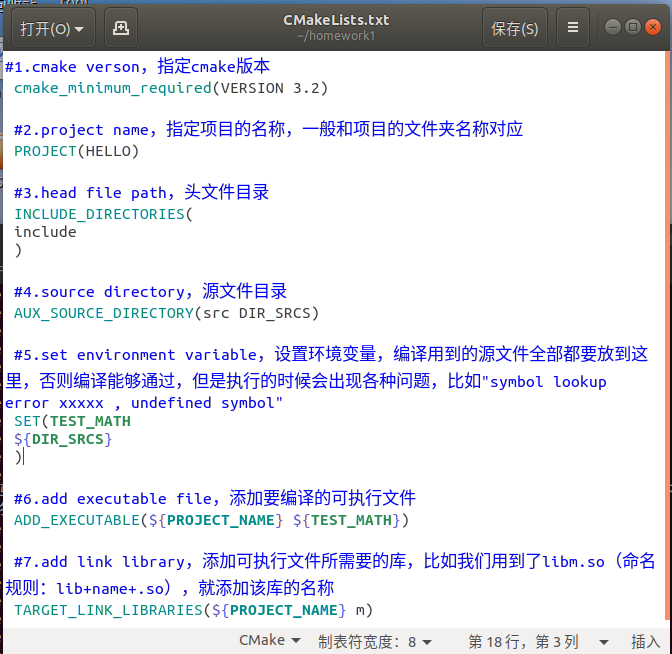 CMakeLists.txt
~/homework1
打开(O)
保存(S)
#1.cmake verson，指定cmake版本
cmake_minimum_required(VERSION 3.2)
#2.project name，指定项目的名称，一般和项目的文件夹名称对应
PROJECT(HELLO)
#3.head file path，头文件目录
INCLUDE_DIRECTORIES(
include
)
#4.source directory，源文件目录
AUX_SOURCE_DIRECTORY(src DIR_SRCS)
#5.set environment variable，设置环境变量，编译用到的源文件全部都要放到这
里，否则编译能够通过，但是执行的时候会出现各种问题，比如"symbol lookup
error xxxxx , undefined symbol"
SET(TEST_MATH
${DIR_SRCS}
)
#6.add executable file，添加要编译的可执行文件
ADD_EXECUTABLE(${PROJECT_NAME} ${TEST_MATH})
#7.add link library，添加可执行文件所需要的库，比如我们用到了libm.so（命名
规则：lib+name+.so），就添加该库的名称
TARGET_LINK_LIBRARIES(${PROJECT_NAME} m)
CMake 制表符宽度：8 第 18 行，第 3 列 插入